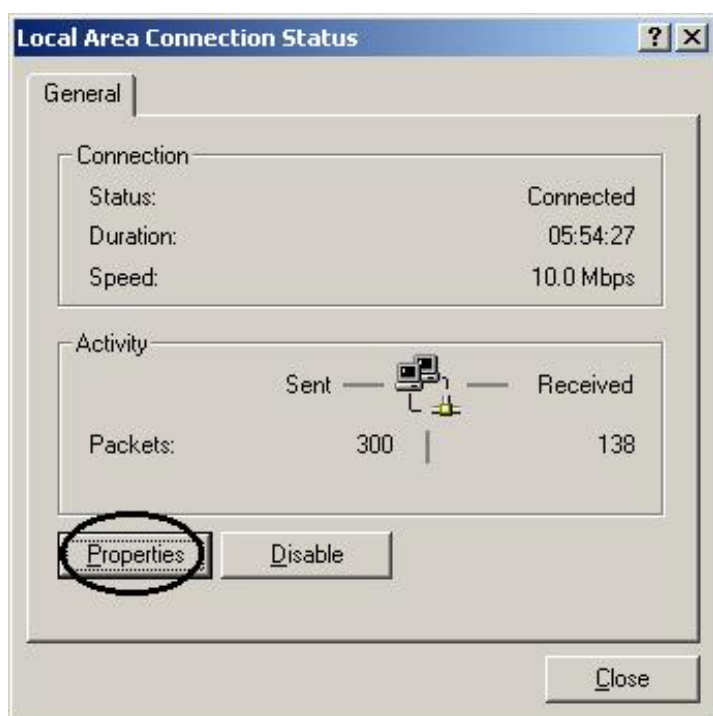 Local Area Connection Status
General
Connection
Status: Connected
Duration: 05:54:27
Speed: 10.0 Mbps
Activity
Sent Received
Packets: 300 138
Properties Disable
Close